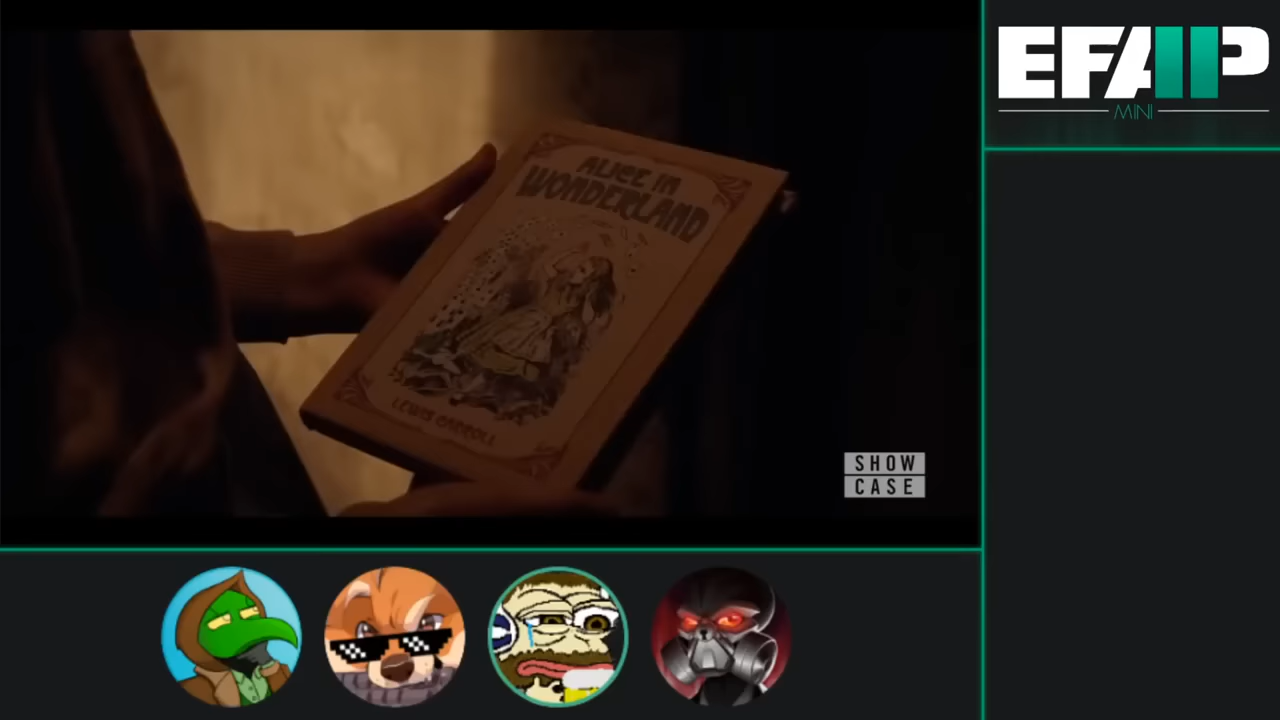 ALICE IN
WONDERLAND
LEWIS CARROLL
SHOW
CASE
EFAP
MINI